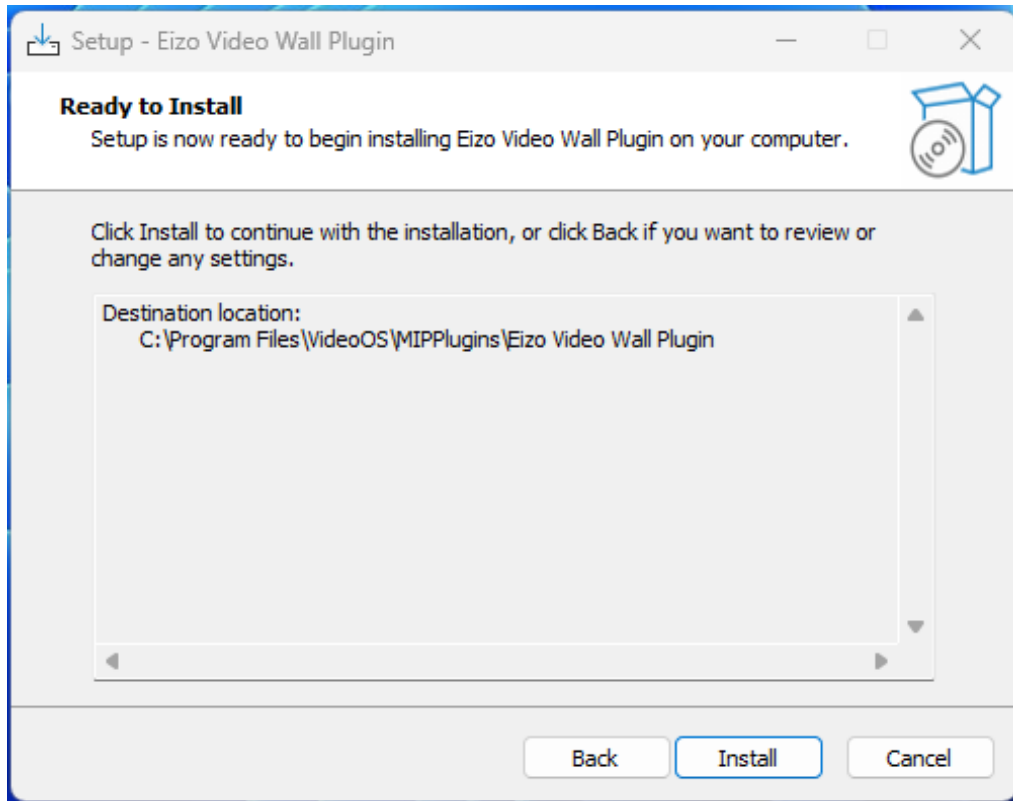 Setup - Eizo Video Wall Plugin
Ready to Install
Setup is now ready to begin installing Eizo Video Wall Plugin on your computer.
Click Install to continue with the installation, or click Back if you want to review or
change any settings.
Destination location:
C:\Program Files\VideoOS\MIPPlugins\Eizo Video Wall Plugin
Back Install Cancel